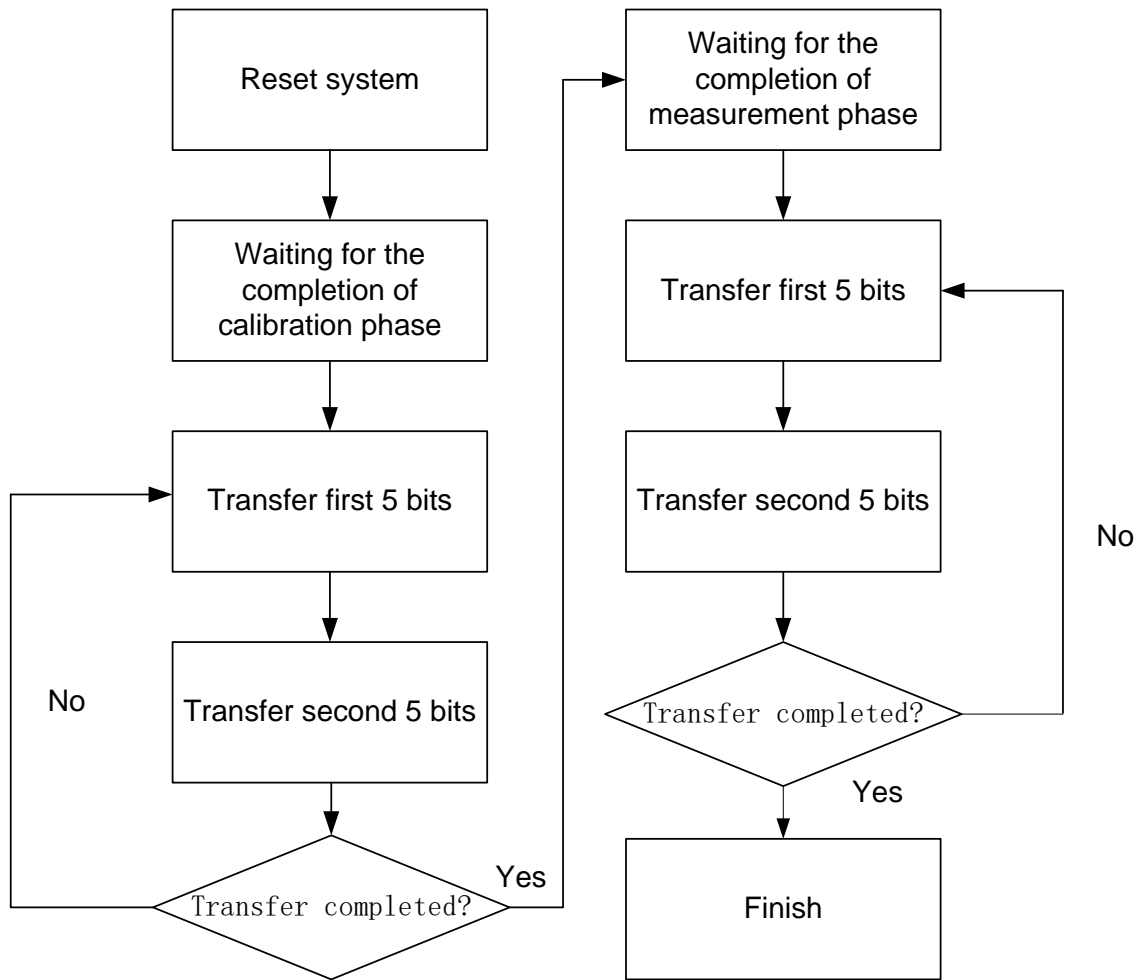 Reset system
Waiting for the
completion of
calibration phase
Transfer first 5 bits
Transfer second 5 bits
No
Transfer completed?
Yes
Waiting for the
completion of
measurement phase
Transfer first 5 bits
Transfer second 5 bits
No
Transfer completed?
Yes
Finish